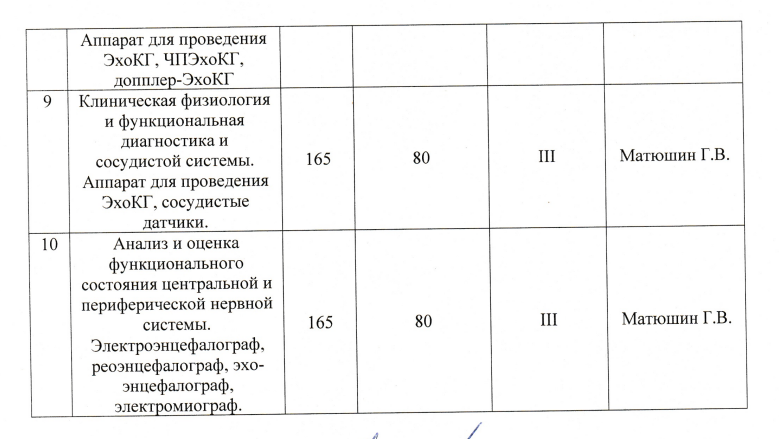 Аппарат для проведения
ЭхоКГ, ЧПЭхоКГ,
допплер-ЭхоКГ
9
Клиническая физиология
и функциональная
диагностика и
сосудистой системы.
Аппарат для проведения
ЭхоКГ, сосудистые
датчики.
165
80
III
Матюшин Г.В.
10
Анализ и оценка
функционального
состояния центральной и
периферической нервной
системы.
Электроэнцефалограф,
реоэнцефалограф, эхо-
энцефалограф,
электромиограф.
165
80
III
Матюшин Г.В.